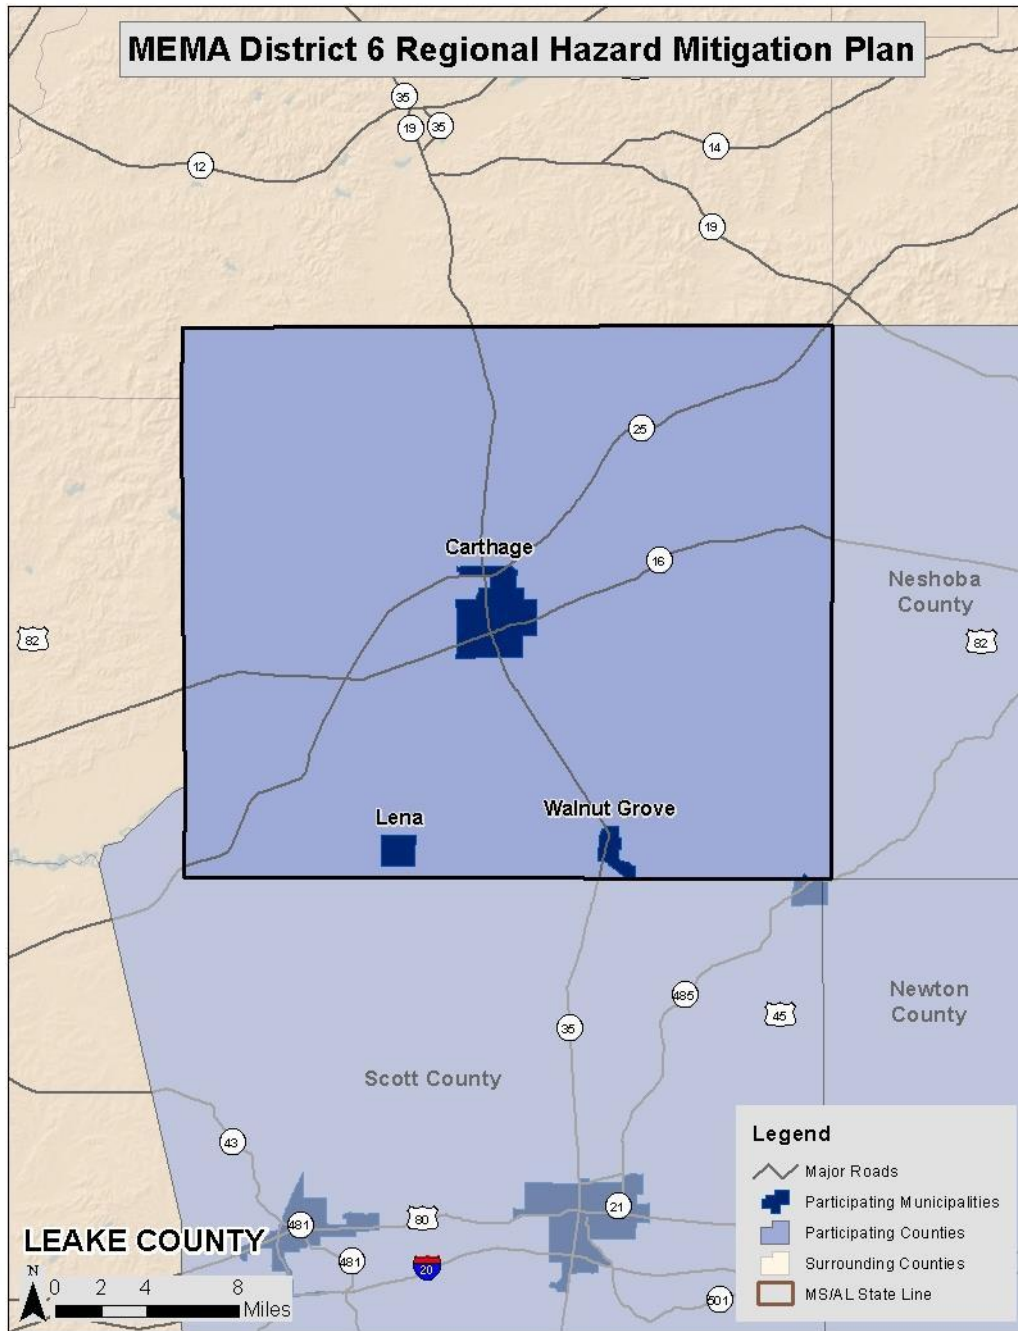 MEMA District 6 Regional Hazard Mitigation Plan
35
19
35
12
14
19
25
Carthage
16
Neshoba
County
82
82
Lena
Walnut Grove
485
Newton
County
45
35
Scott County
43
Legend
Major Roads
Participating Municipalities
Participating Counties
Surrounding Counties
MS/AL State Line
21
80
481
481
20
501
LEAKE COUNTY
N
0 2 4 8
Miles